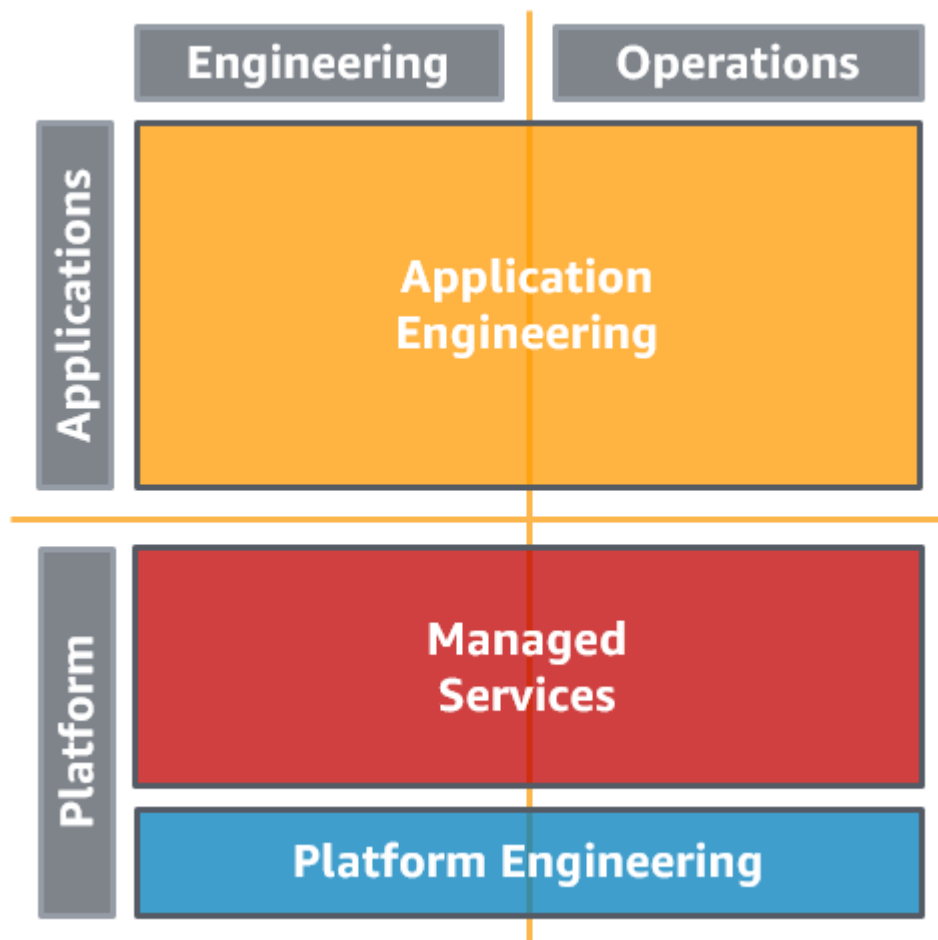 Engineering
Operations
Applications
Application
Engineering
Platform
Managed
Services
Platform Engineering